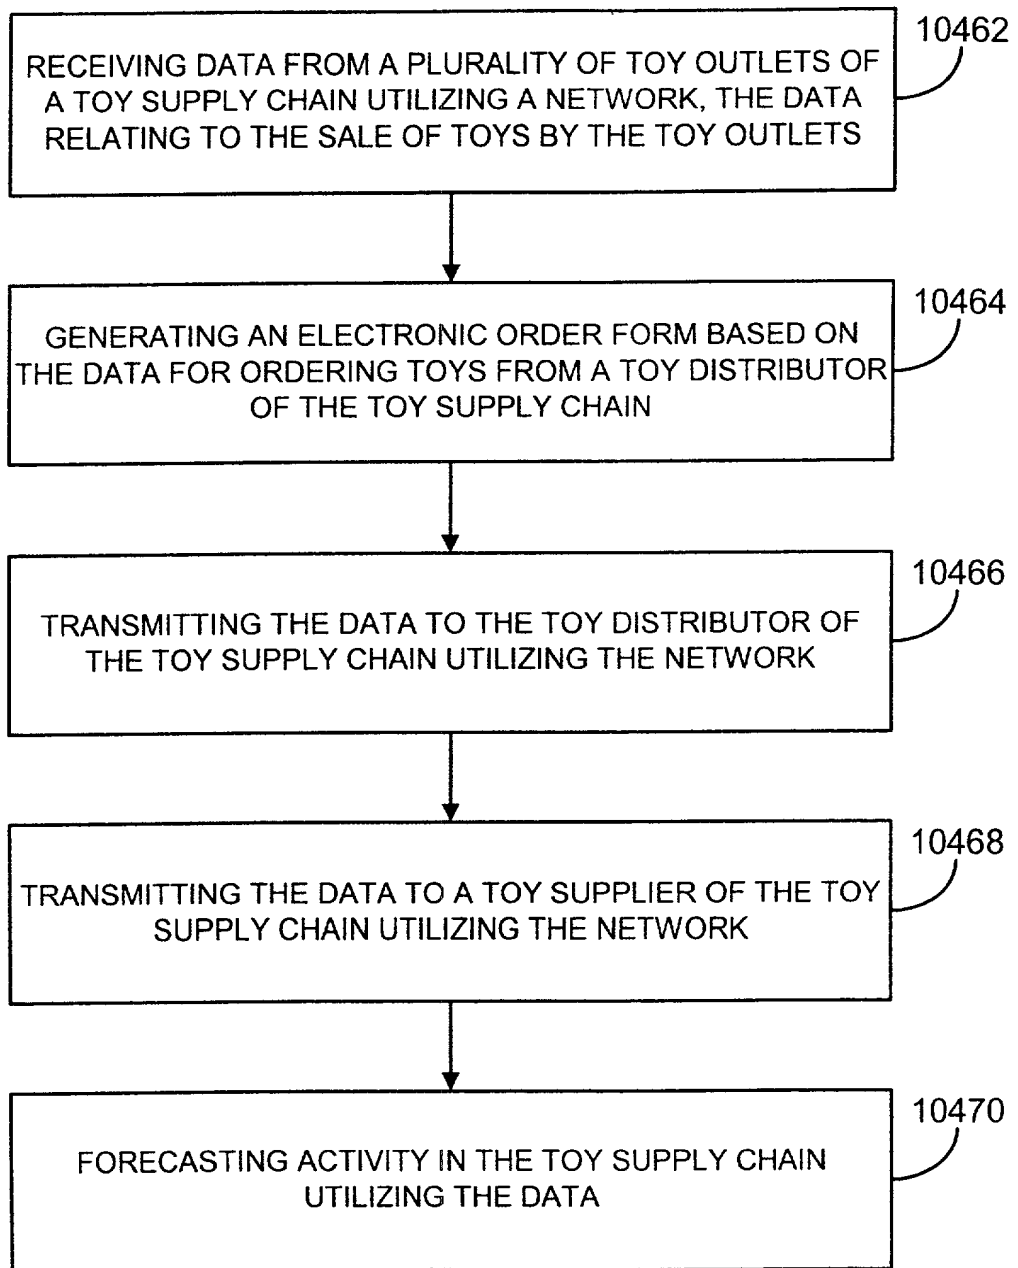 10462
RECEIVING DATA FROM A PLURALITY OF TOY OUTLETS OF
A TOY SUPPLY CHAIN UTILIZING A NETWORK, THE DATA
RELATING TO THE SALE OF TOYS BY THE TOY OUTLETS
10464
GENERATING AN ELECTRONIC ORDER FORM BASED ON
THE DATA FOR ORDERING TOYS FROM A TOY DISTRIBUTOR
OF THE TOY SUPPLY CHAIN
10466
TRANSMITTING THE DATA TO THE TOY DISTRIBUTOR OF
THE TOY SUPPLY CHAIN UTILIZING THE NETWORK
10468
TRANSMITTING THE DATA TO A TOY SUPPLIER OF THE TOY
SUPPLY CHAIN UTILIZING THE NETWORK
10470
FORECASTING ACTIVITY IN THE TOY SUPPLY CHAIN
UTILIZING THE DATA